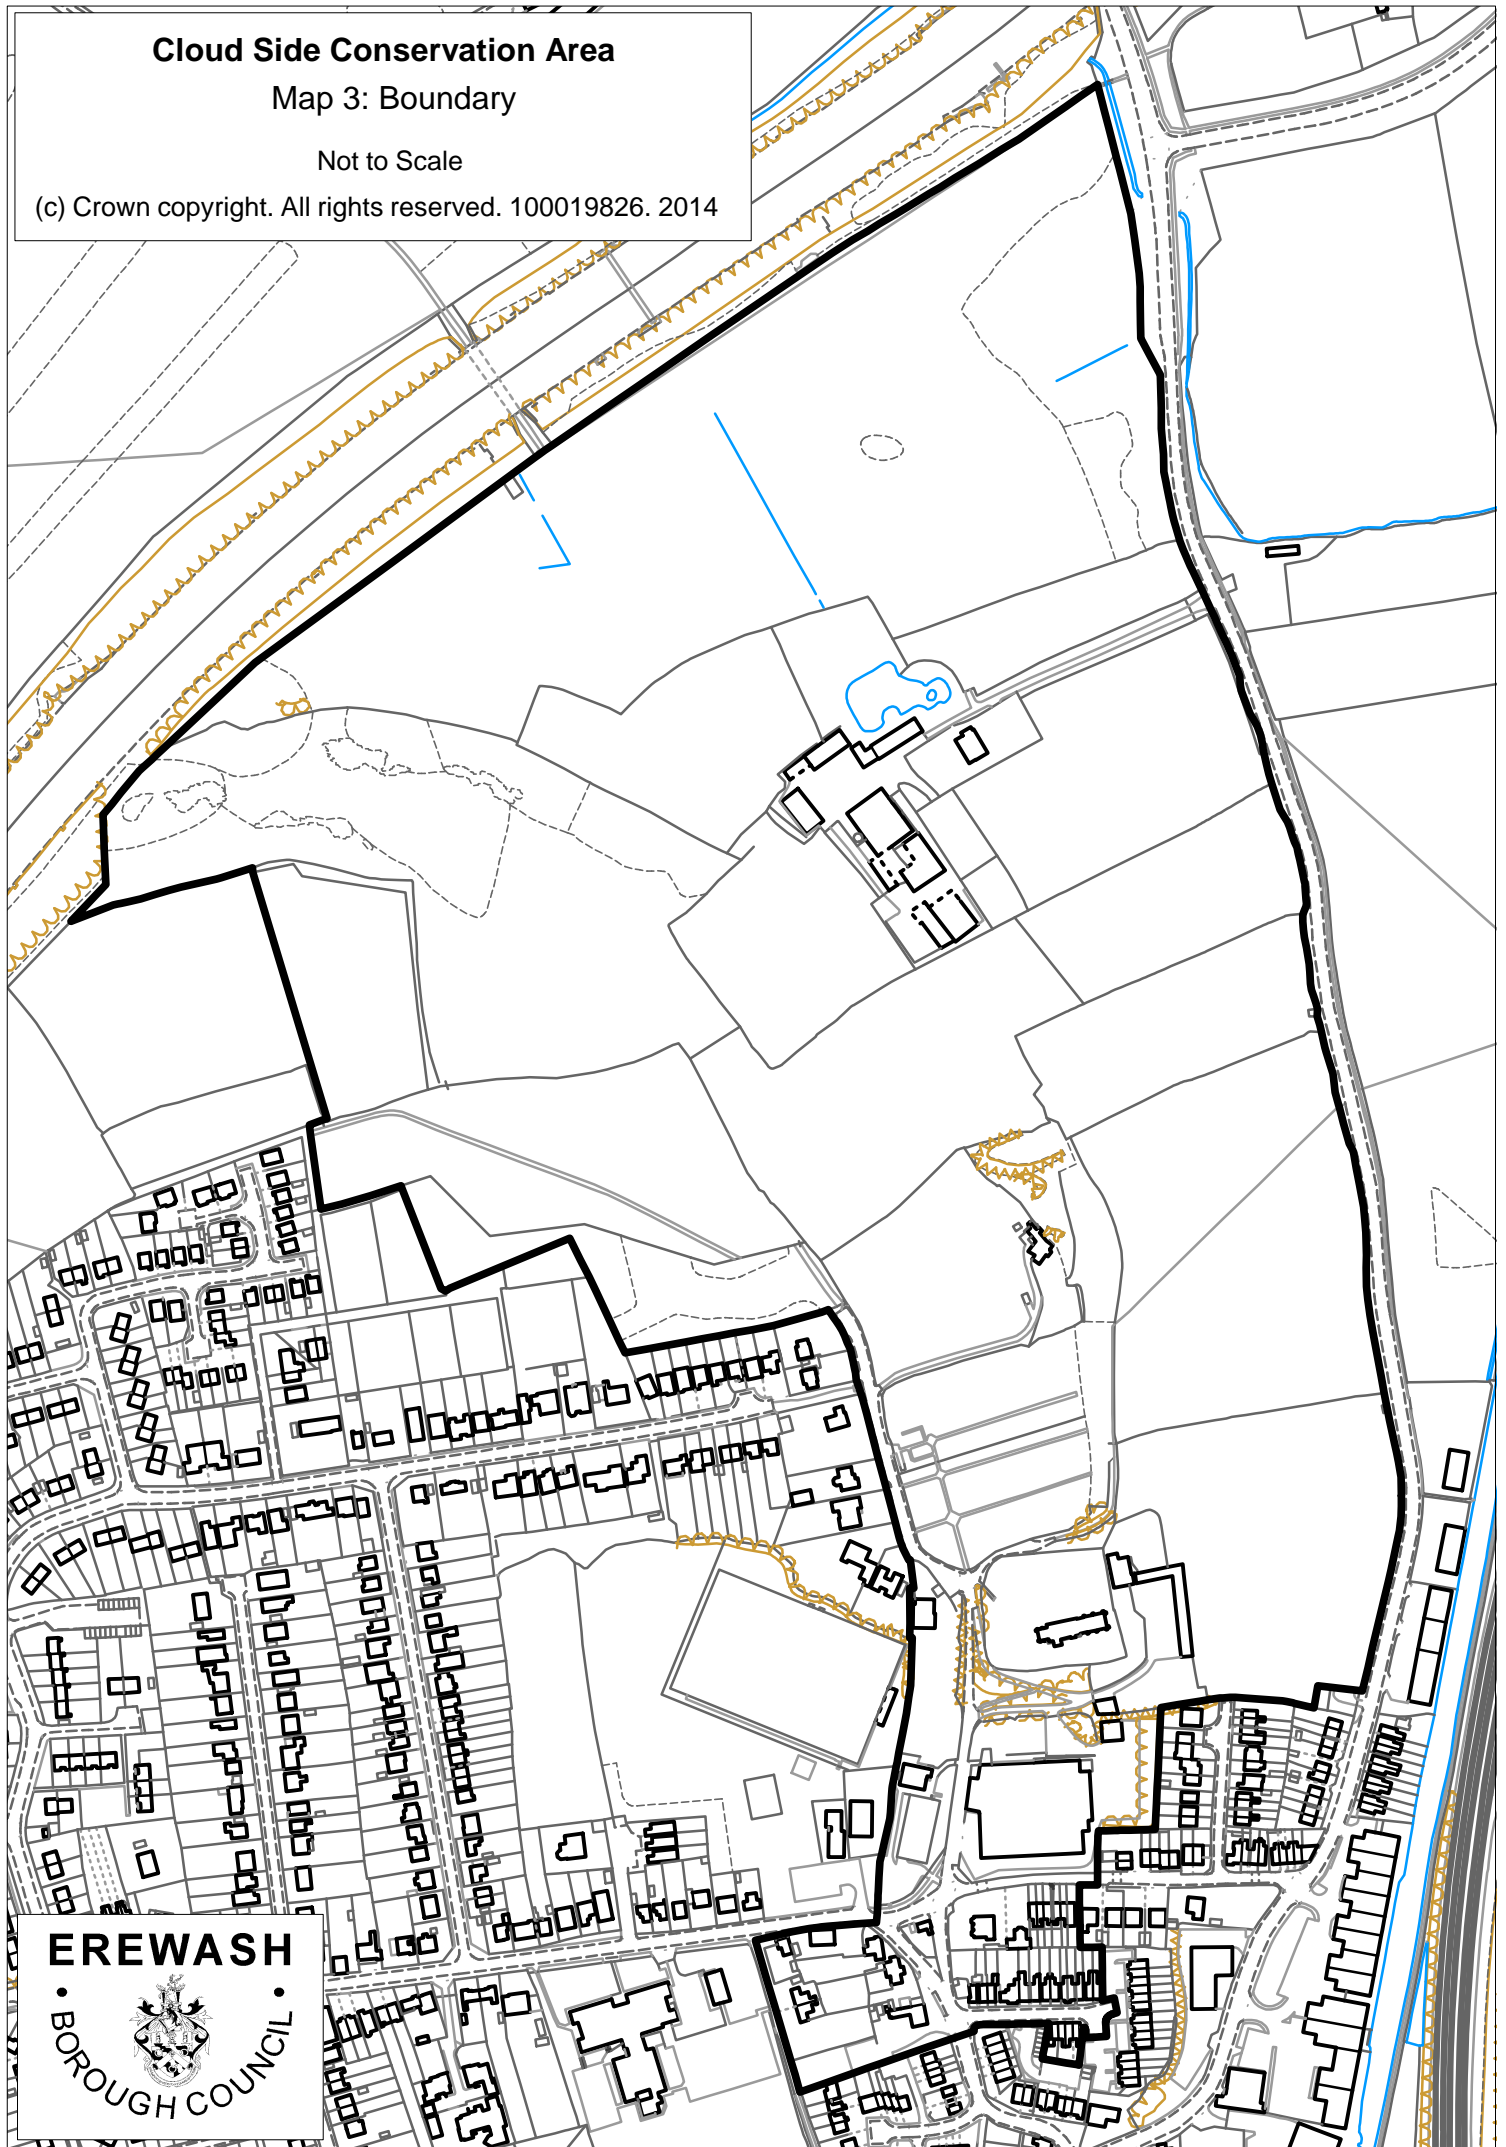 Cloud Side Conservation Area
Map 3: Boundary
Not to Scale
(c) Crown copyright. All rights reserved. 100019826. 2014
EREWASH
• BOROUGH COUNCIL •